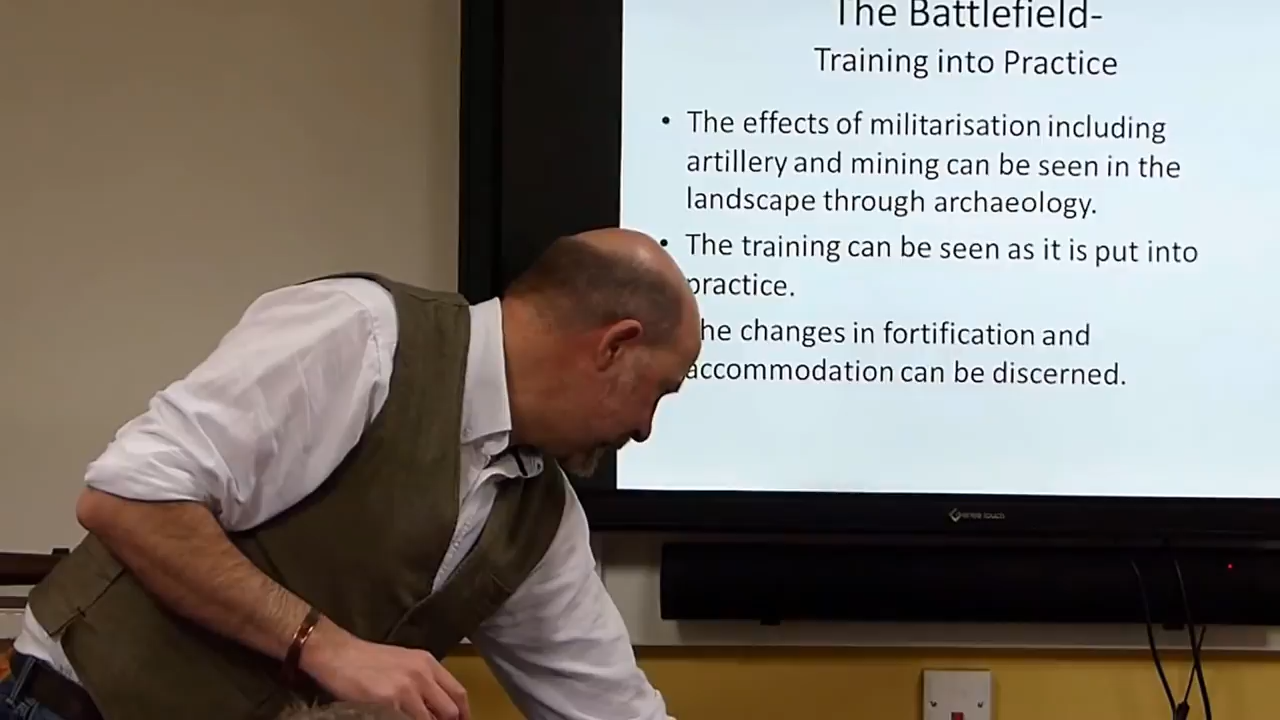 The Battlefield-
Training into Practice
• The effects of militarisation including
artillery and mining can be seen in the
landscape through archaeology.
• The training can be seen as it is put into
practice.
he changes in fortification and
accommodation can be discerned.